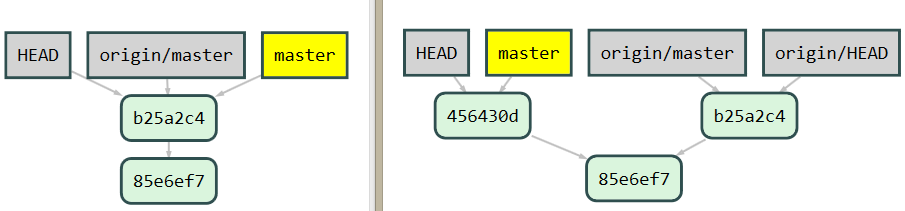 HEAD origin/master master
b25a2c4
85e6ef7
HEAD master origin/master origin/HEAD
456430d b25a2c4
85e6ef7